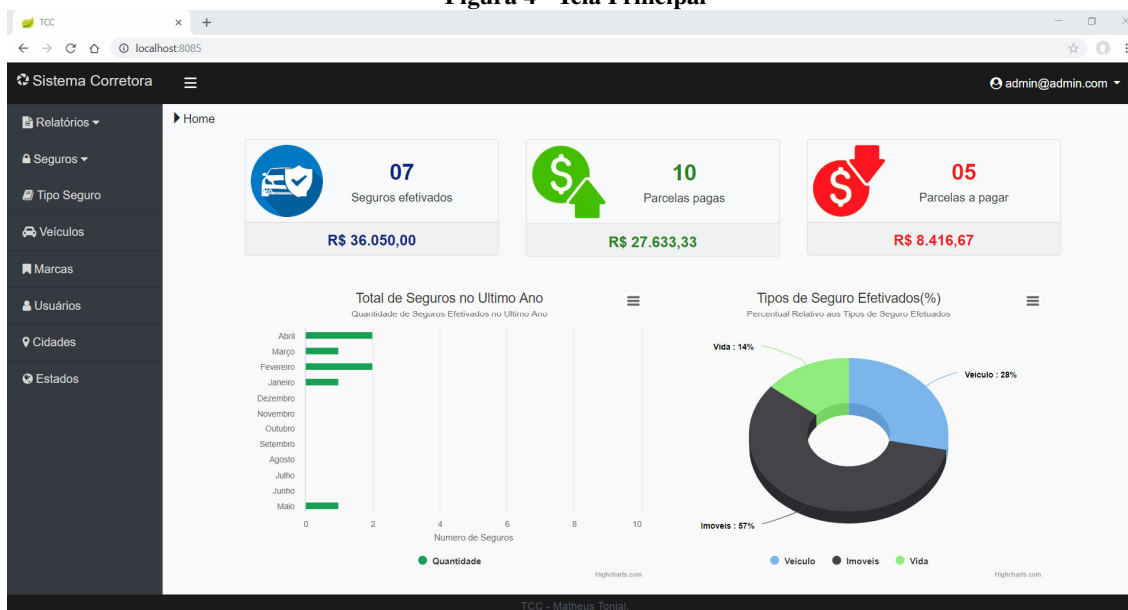 Figura 4 - Tela Principal
TCC
localhost:8085
Sistema Corretora
admin@admin.com
Relatórios
Seguros
Tipo Seguro
Veículos
Marcas
Usuários
Cidades
Estados
Home
07
Seguros efetivados
R$ 36.050,00
10
Parcelas pagas
R$ 27.633,33
05
Parcelas a pagar
R$ 8.416,67
Total de Seguros no Ultimo Ano
Quantidade de Seguros Efetivados no Ultimo Ano
Abril
Março
Fevereiro
Janeiro
Dezembro
Novembro
Outubro
Setembro
Agosto
Julho
Junho
Maio
0 2 4 6 8 10
Numero de Seguros
Quantidade
Highcharts.com
Tipos de Seguro Efetivados(%)
Percentual Relativo aos Tipos de Seguro Efetuados
Vida : 14%
Veiculo : 28%
Imoveis : 57%
Veiculo Imoveis Vida
Highcharts.com
TCC - Matheus Tonial.